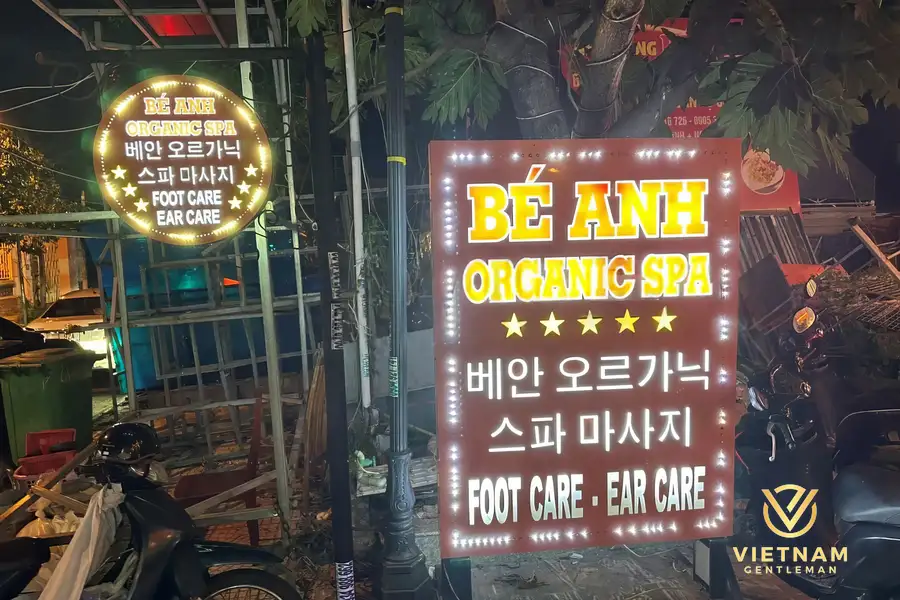 BÉ ANH
ORGANIC SPA
베안 오르가닉
스파 마사지
FOOT CARE
EAR CARE
BÉ ANH
ORGANIC SPA
베안 오르가닉
스파 마사지
FOOT CARE - EAR CARE
VIETNAM
GENTLEMAN